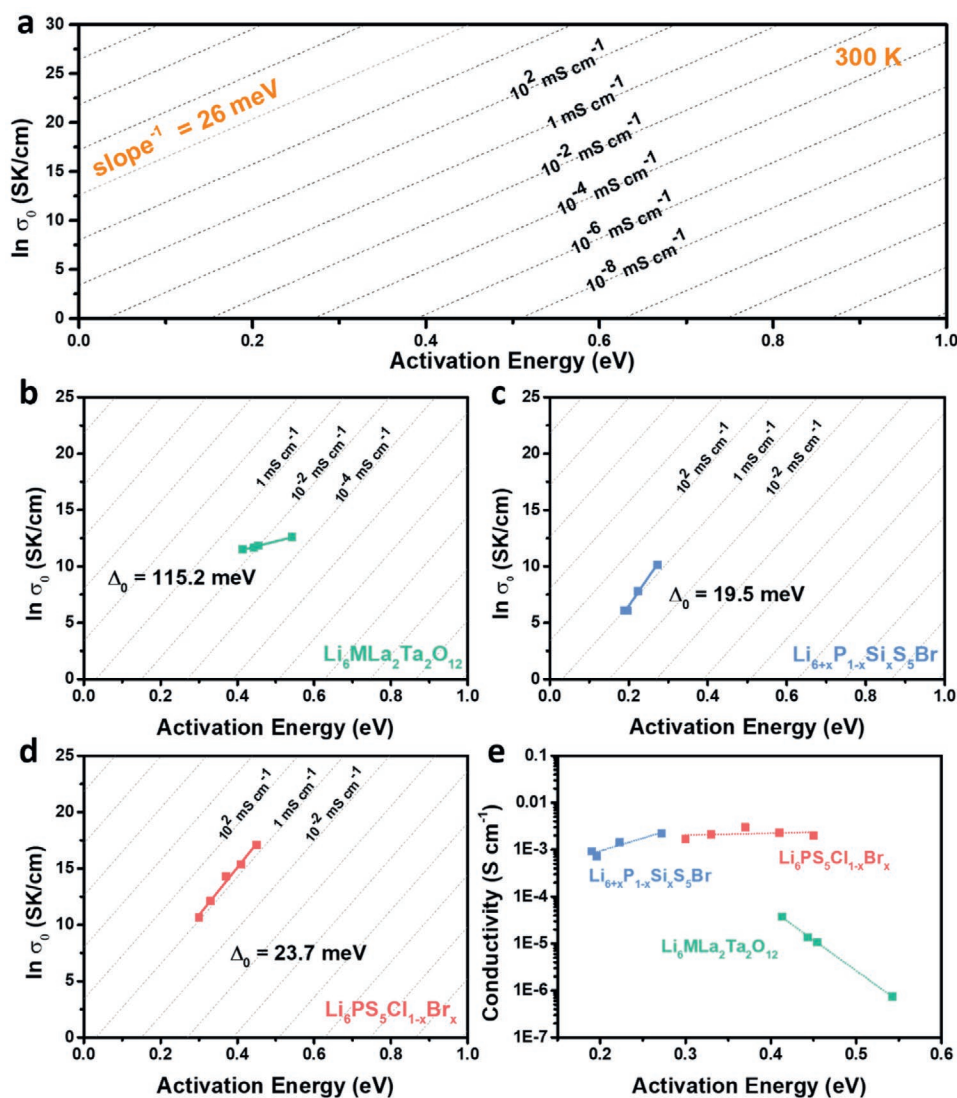 a
30
25
20
15
10
5
0
ln σ₀ (SK/cm)
slope⁻¹ = 26 meV
300 K
10² mS cm⁻¹
1 mS cm⁻¹
10⁻² mS cm⁻¹
10⁻⁴ mS cm⁻¹
10⁻⁶ mS cm⁻¹
10⁻⁸ mS cm⁻¹
0.0 0.2 0.4 0.6 0.8 1.0
Activation Energy (eV)
b
25
20
15
10
5
0
ln σ₀ (SK/cm)
1 mS cm⁻¹
10⁻² mS cm⁻¹
10⁻⁴ mS cm⁻¹
Δ₀ = 115.2 meV
Li₆MLa₂Ta₂O₁₂
0.0 0.2 0.4 0.6 0.8 1.0
Activation Energy (eV)
c
25
20
15
10
5
0
ln σ₀ (SK/cm)
10² mS cm⁻¹
1 mS cm⁻¹
10⁻² mS cm⁻¹
Δ₀ = 19.5 meV
Li₆₊ₓP₁₋ₓSiₓS₅Br
0.0 0.2 0.4 0.6 0.8 1.0
Activation Energy (eV)
d
25
20
15
10
5
0
ln σ₀ (SK/cm)
10² mS cm⁻¹
1 mS cm⁻¹
10⁻² mS cm⁻¹
Δ₀ = 23.7 meV
Li₆PS₅Cl₁₋ₓBrₓ
0.0 0.2 0.4 0.6 0.8 1.0
Activation Energy (eV)
e
0.1
0.01
1E-3
1E-4
1E-5
1E-6
1E-7
Conductivity (S cm⁻¹)
Li₆₊ₓP₁₋ₓSiₓS₅Br
Li₆PS₅Cl₁₋ₓBrₓ
Li₆MLa₂Ta₂O₁₂
0.2 0.3 0.4 0.5 0.6
Activation Energy (eV)